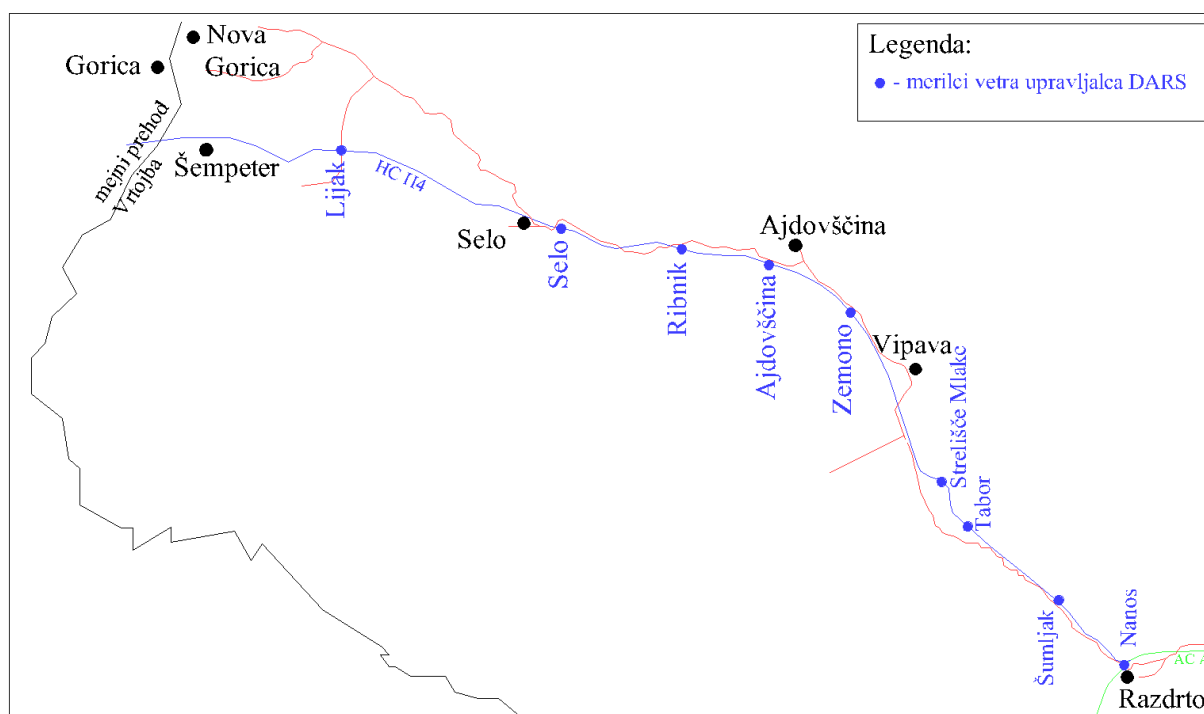 Nova
Gorica
Gorica
Legenda:
- merilci vetra upravljalca DARS
mejni prehod
Vrtojba
Šempeter
Lijak
HC H4
Selo
Selo
Ribnik
Ajdovščina
Ajdovščina
Zemono
Vipava
Strelišče Mlake
Tabor
Šumljak
Nanos
AC A
Razdrto